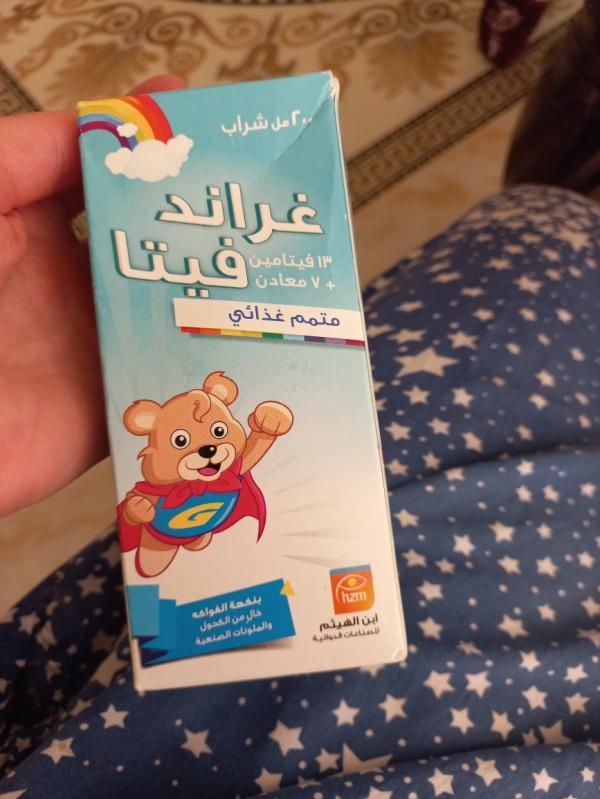 ٢٠٠ مل شراب
غراند
فيتا
١٣ فيتامين
+ ٧ معادن
متمم غذائي
G
بنكهة الفواكه
خالٍ من الكحول
والملونات الصنعية
hzm
ابن الهيثم
للصناعات الدوائية